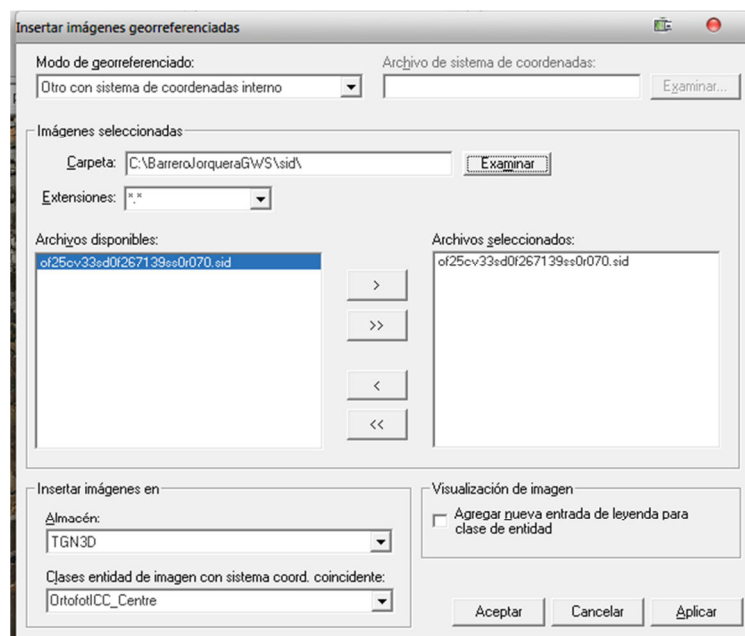 Insertar imágenes georreferenciadas
Modo de georreferenciado:
Archivo de sistema de coordenadas:
Otro con sistema de coordenadas interno
Examinar...
Imágenes seleccionadas
Carpeta:
C:\BarreroJorqueraGWS\sid\
Examinar
Extensiones:
*.*
Archivos disponibles:
Archivos seleccionados:
of25cv33sd0f267139ss0r070.sid
of25cv33sd0f267139ss0r070.sid
>
>>
<
<<
Insertar imágenes en
Visualización de imagen
Almacén:
Agregar nueva entrada de leyenda para
clase de entidad
TGN3D
Clases entidad de imagen con sistema coord. coincidente:
OrtofotICC_Centre
Aceptar
Cancelar
Aplicar